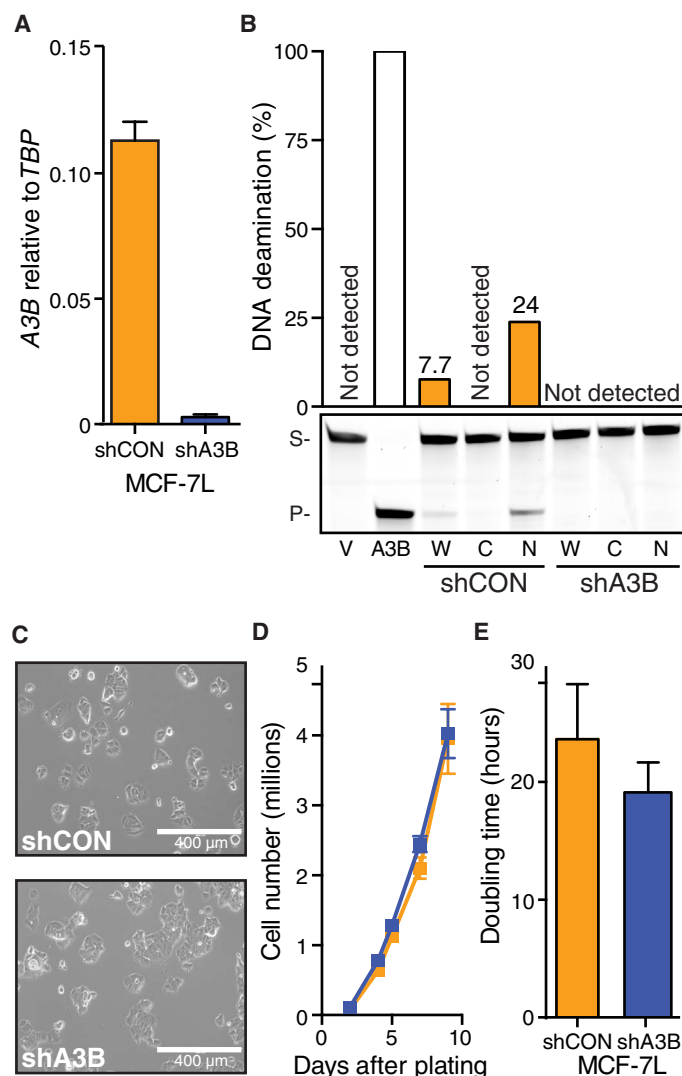 A
A3B relative to TBP
0.15
0.10
0.05
0
shCON shA3B
MCF-7L
B
DNA deamination (%)
100
75
50
25
0
Not detected
7.7
Not detected
24
Not detected
S-
P-
V A3B W C N W C N
shCON shA3B
C
shCON
400 µm
shA3B
400 µm
D
Cell number (millions)
5
4
3
2
1
0
0 5 10
Days after plating
E
Doubling time (hours)
30
20
10
0
shCON shA3B
MCF-7L